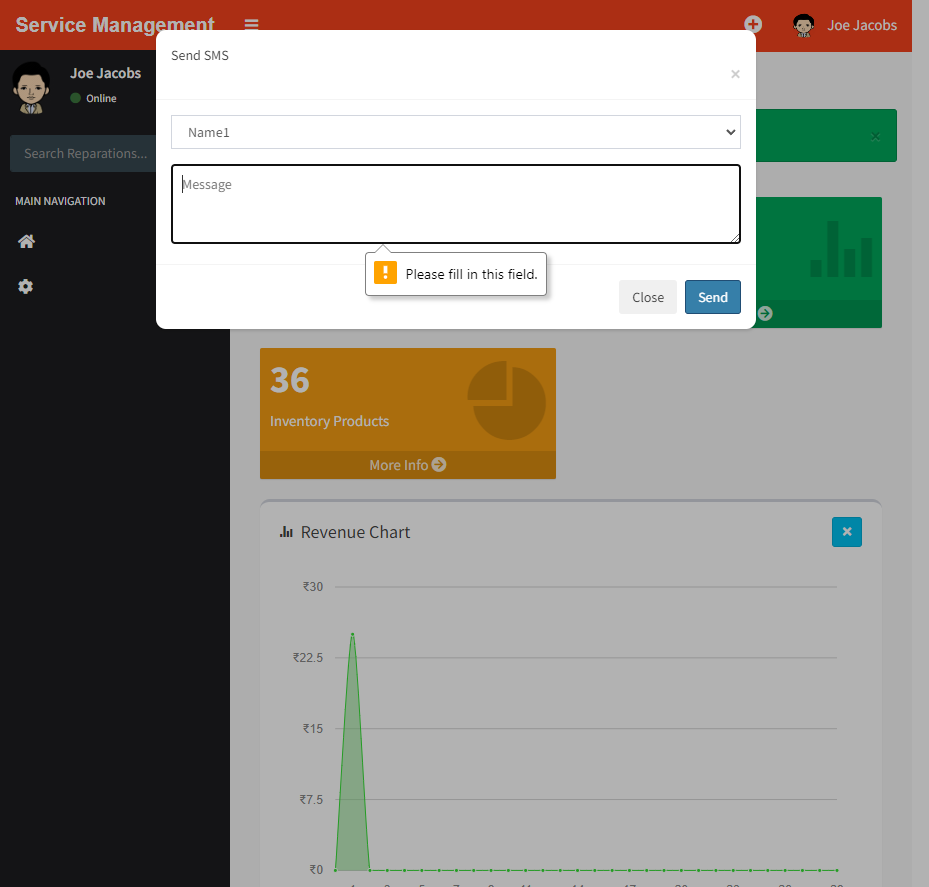 Service Management
Joe Jacobs
Joe Jacobs
Online
Search Reparations...
MAIN NAVIGATION
Send SMS
×
Name1
Message
Please fill in this field.
Close
Send
36
Inventory Products
More Info
Revenue Chart
₹30
₹22.5
₹15
₹7.5
₹0